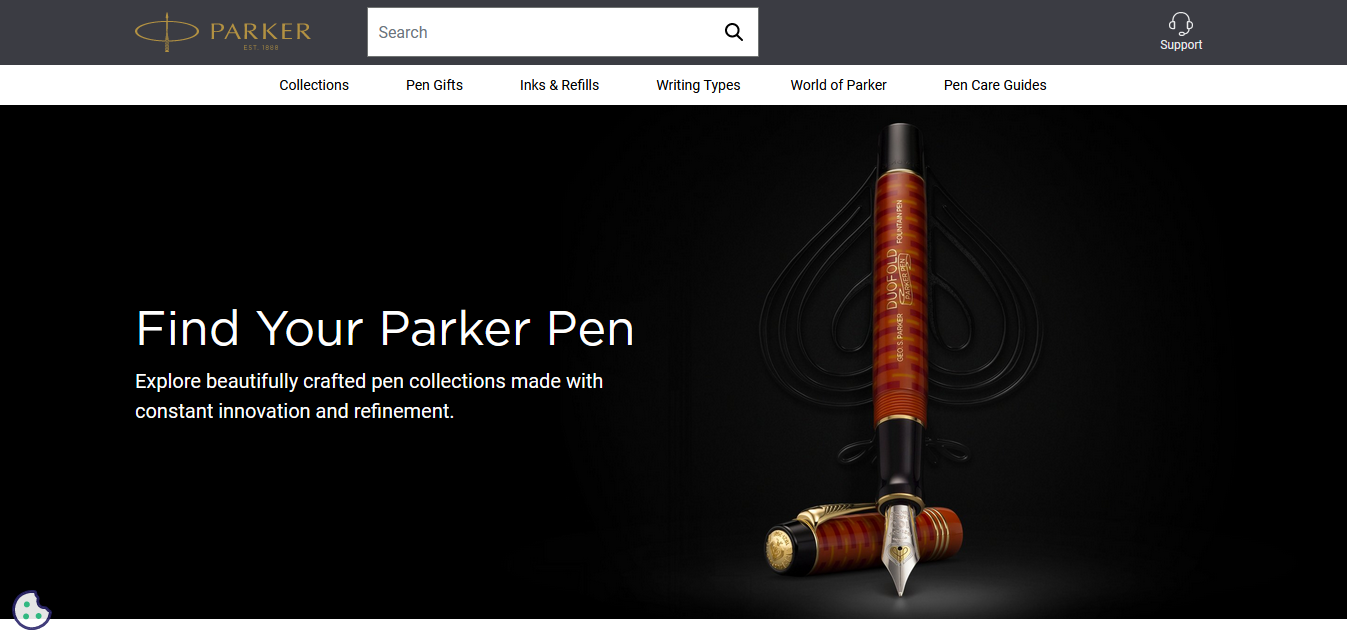 PARKER
EST. 1888
Search
Support
Collections
Pen Gifts
Inks & Refills
Writing Types
World of Parker
Pen Care Guides
Find Your Parker Pen
Explore beautifully crafted pen collections made with
constant innovation and refinement.
GEO. S. PARKER
DUOFOLD
PARKER PEN
FOUNTAIN PEN